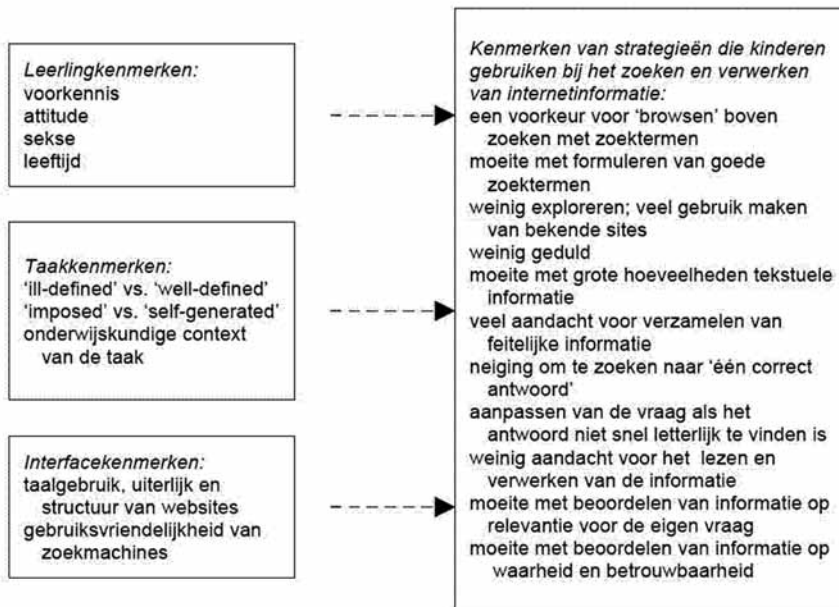 Leerlingkenmerken:
voorkennis
attitude
sekse
leeftijd
Taakkenmerken:
'ill-defined' vs. 'well-defined'
'imposed' vs. 'self-generated'
onderwijskundige context
van de taak
Interfacekenmerken:
taalgebruik, uiterlijk en
structuur van websites
gebruiksvriendelijkheid van
zoekmachines
Kenmerken van strategieën die kinderen
gebruiken bij het zoeken en verwerken
van internetinformatie:
een voorkeur voor 'browsen' boven
zoeken met zoektermen
moeite met formuleren van goede
zoektermen
weinig exploreren; veel gebruik maken
van bekende sites
weinig geduld
moeite met grote hoeveelheden tekstuele
informatie
veel aandacht voor verzamelen van
feitelijke informatie
neiging om te zoeken naar 'één correct
antwoord'
aanpassen van de vraag als het
antwoord niet snel letterlijk te vinden is
weinig aandacht voor het lezen en
verwerken van de informatie
moeite met beoordelen van informatie op
relevantie voor de eigen vraag
moeite met beoordelen van informatie op
waarheid en betrouwbaarheid